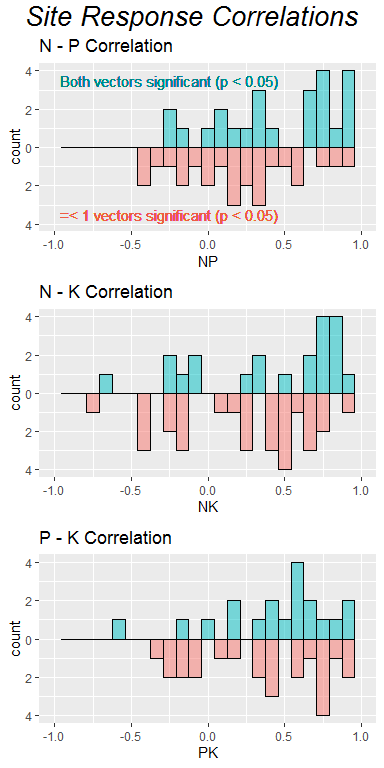 Site Response Correlations
N - P Correlation
Both vectors significant (p < 0.05)
=< 1 vectors significant (p < 0.05)
4
2
0
2
4
count
-1.0 -0.5 0.0 0.5 1.0
NP
N - K Correlation
4
2
0
2
4
count
-1.0 -0.5 0.0 0.5 1.0
NK
P - K Correlation
4
2
0
2
4
count
-1.0 -0.5 0.0 0.5 1.0
PK